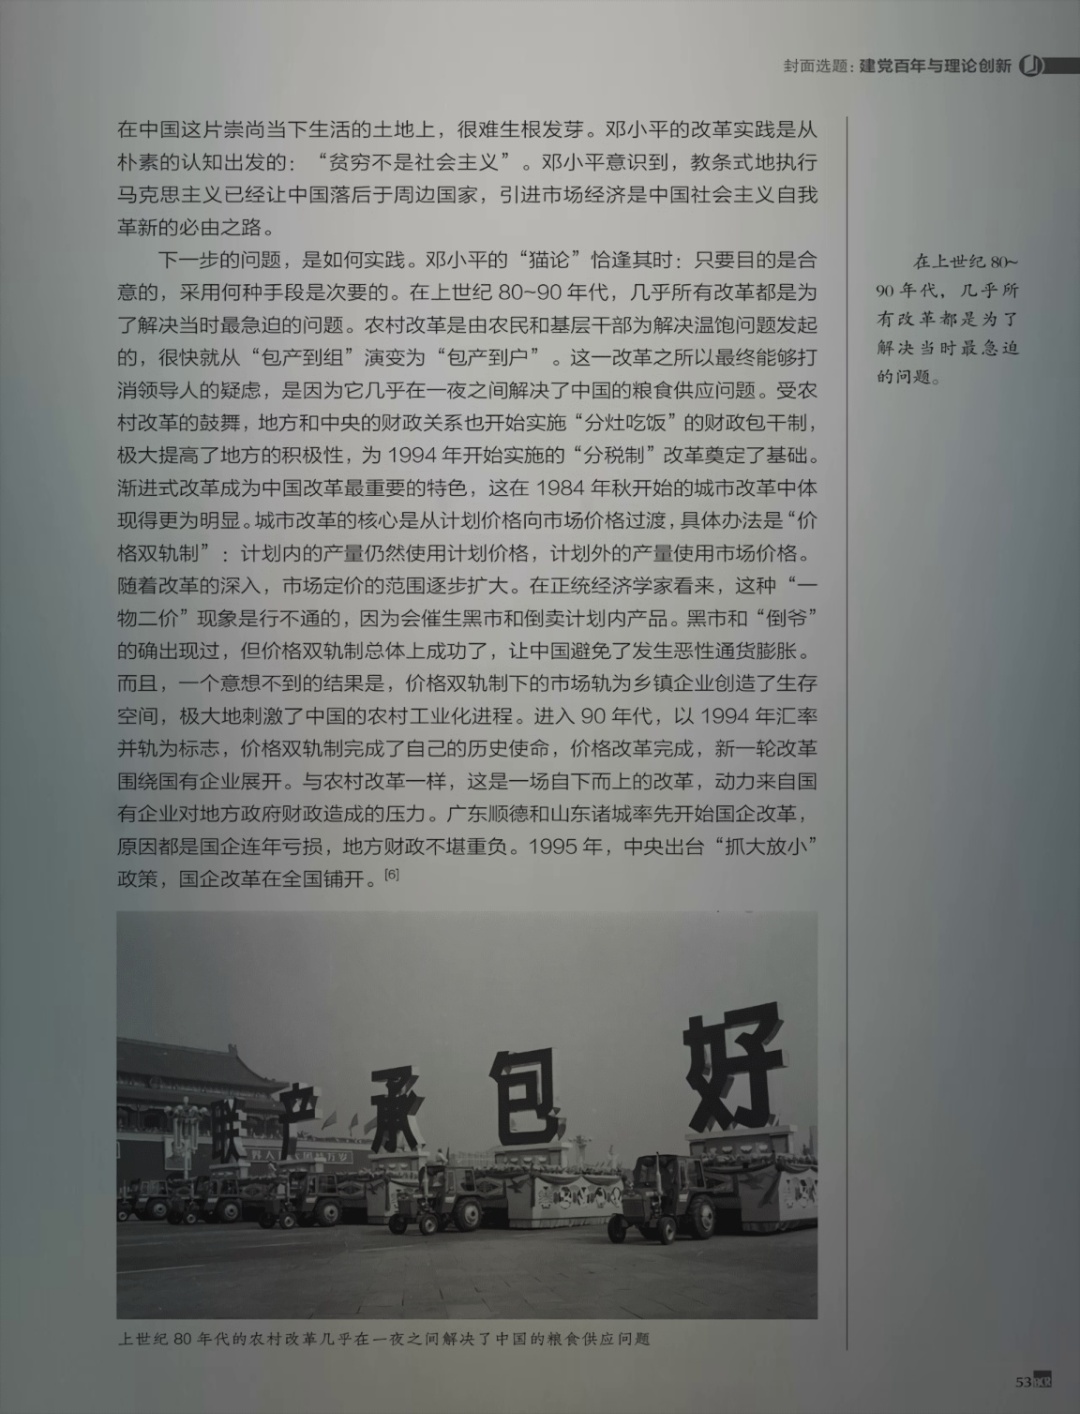 封面选题：建党百年与理论创新
在中国这片崇尚当下生活的土地上，很难生根发芽。邓小平的改革实践是从
朴素的认知出发的：“贫穷不是社会主义”。邓小平意识到，教条式地执行
马克思主义已经让中国落后于周边国家，引进市场经济是中国社会主义自我
革新的必由之路。
下一步的问题，是如何实践。邓小平的“猫论”恰逢其时：只要目的是合
意的，采用何种手段是次要的。在上世纪80~90年代，几乎所有改革都是为
了解决当时最急迫的问题。农村改革是由农民和基层干部为解决温饱问题发起
的，很快就从“包产到组”演变为“包产到户”。这一改革之所以最终能够打
消领导人的疑虑，是因为它几乎在一夜之间解决了中国的粮食供应问题。受农
村改革的鼓舞，地方和中央的财政关系也开始实施“分灶吃饭”的财政包干制，
极大提高了地方的积极性，为1994年开始实施的“分税制”改革奠定了基础。
渐进式改革成为中国改革最重要的特色，这在1984年秋开始的城市改革中体
现得更为明显。城市改革的核心是从计划价格向市场价格过渡，具体办法是“价
格双轨制”：计划内的产量仍然使用计划价格，计划外的产量使用市场价格。
随着改革的深入，市场定价的范围逐步扩大。在正统经济学家看来，这种“一
物二价”现象是行不通的，因为会催生黑市和倒卖计划内产品。黑市和“倒爷”
的确出现过，但价格双轨制总体上成功了，让中国避免了发生恶性通货膨胀。
而且，一个意想不到的结果是，价格双轨制下的市场轨为乡镇企业创造了生存
空间，极大地刺激了中国的农村工业化进程。进入90年代，以1994年汇率
并轨为标志，价格双轨制完成了自己的历史使命，价格改革完成，新一轮改革
围绕国有企业展开。与农村改革一样，这是一场自下而上的改革，动力来自国
有企业对地方政府财政造成的压力。广东顺德和山东诸城率先开始国企改革，
原因都是国企连年亏损，地方财政不堪重负。1995年，中央出台“抓大放小”
政策，国企改革在全国铺开。[6]
在上世纪80~
90年代，几乎所
有改革都是为了
解决当时最急迫
的问题。
联产承包好
上世纪80年代的农村改革几乎在一夜之间解决了中国的粮食供应问题
53